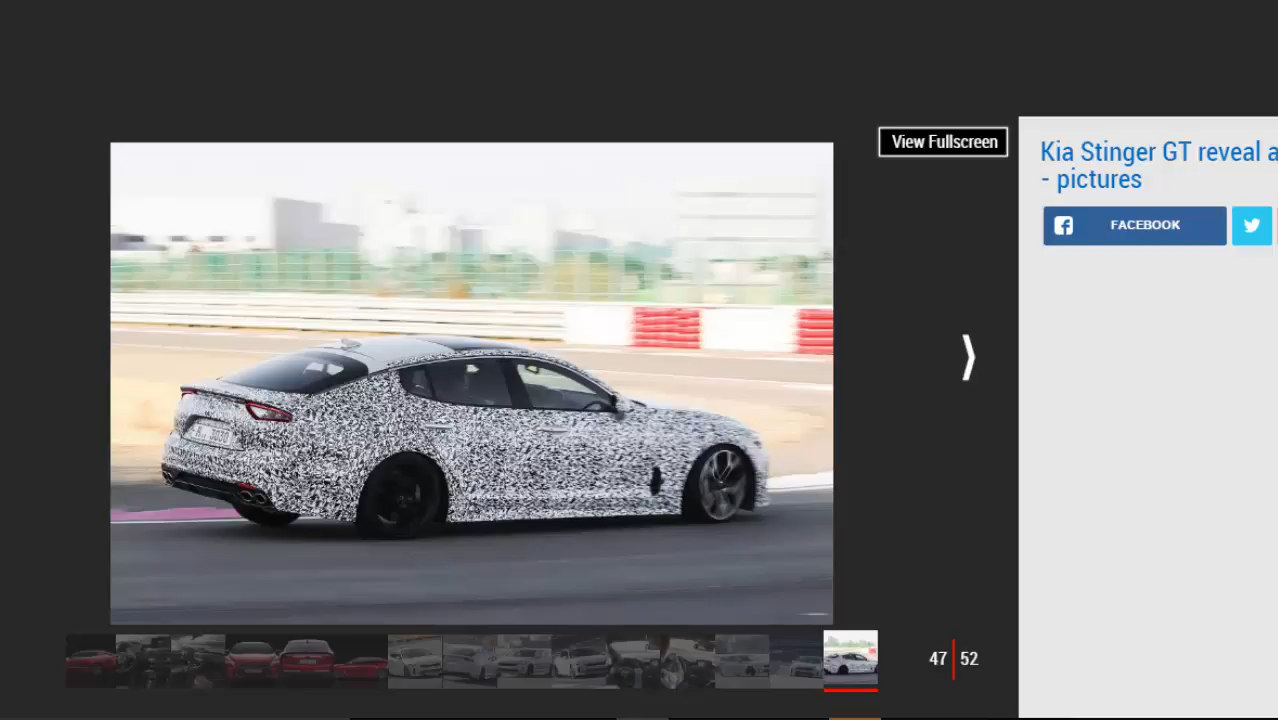 View Fullscreen
Kia Stinger GT reveal a
- pictures
FACEBOOK
47 | 52